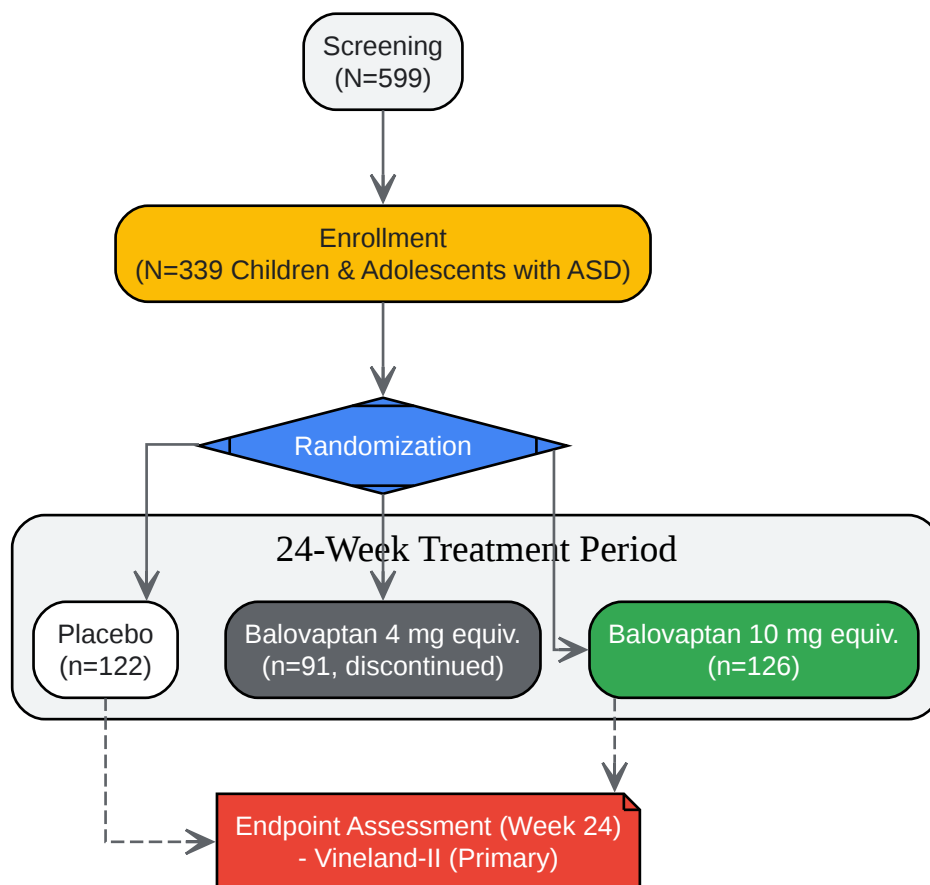 Screening
(N=599)
Enrollment
(N=339 Children & Adolescents with ASD)
Randomization
24-Week Treatment Period
Placebo
(n=122)
Balovaptan 4 mg equiv.
(n=91, discontinued)
Balovaptan 10 mg equiv.
(n=126)
Endpoint Assessment (Week 24)
- Vineland-II (Primary)